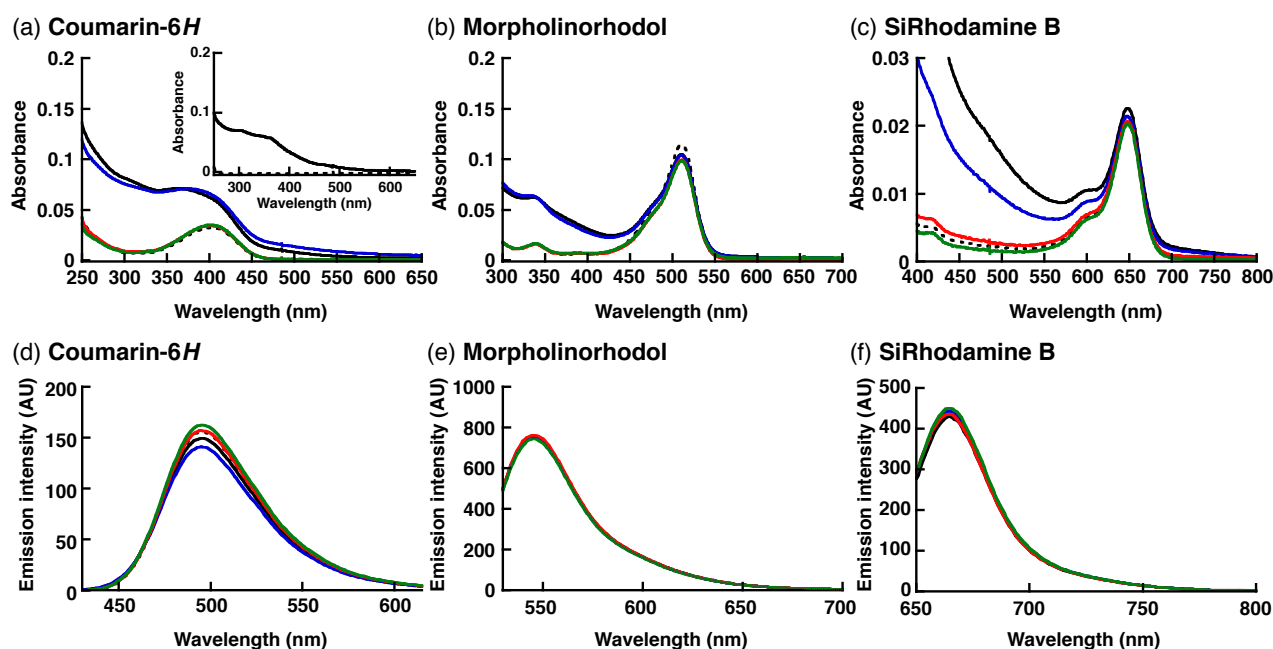 (a) Coumarin-6H
0.2
0.15
0.1
0.05
0
Absorbance
250 300 350 400 450 500 550 600 650
Wavelength (nm)
0.2
0.1
0
Absorbance
300 400 500 600
Wavelength (nm)
(b) Morpholinorhodol
0.2
0.15
0.1
0.05
0
Absorbance
300 350 400 450 500 550 600 650 700
Wavelength (nm)
(c) SiRhodamine B
0.03
0.02
0.01
0
Absorbance
400 450 500 550 600 650 700 750 800
Wavelength (nm)
(d) Coumarin-6H
200
150
100
50
0
Emission intensity (AU)
450 500 550 600
Wavelength (nm)
(e) Morpholinorhodol
1000
800
600
400
200
0
Emission intensity (AU)
550 600 650 700
Wavelength (nm)
(f) SiRhodamine B
500
400
300
200
100
0
Emission intensity (AU)
650 700 750 800
Wavelength (nm)